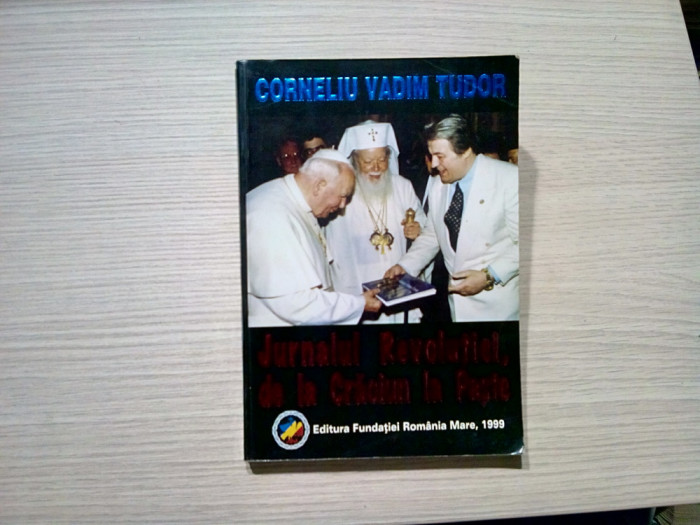 CORNELIU VADIM TUDOR
Jurnalul Revoluției,
de la Crăciun la Paște
Editura Fundației România Mare, 1999